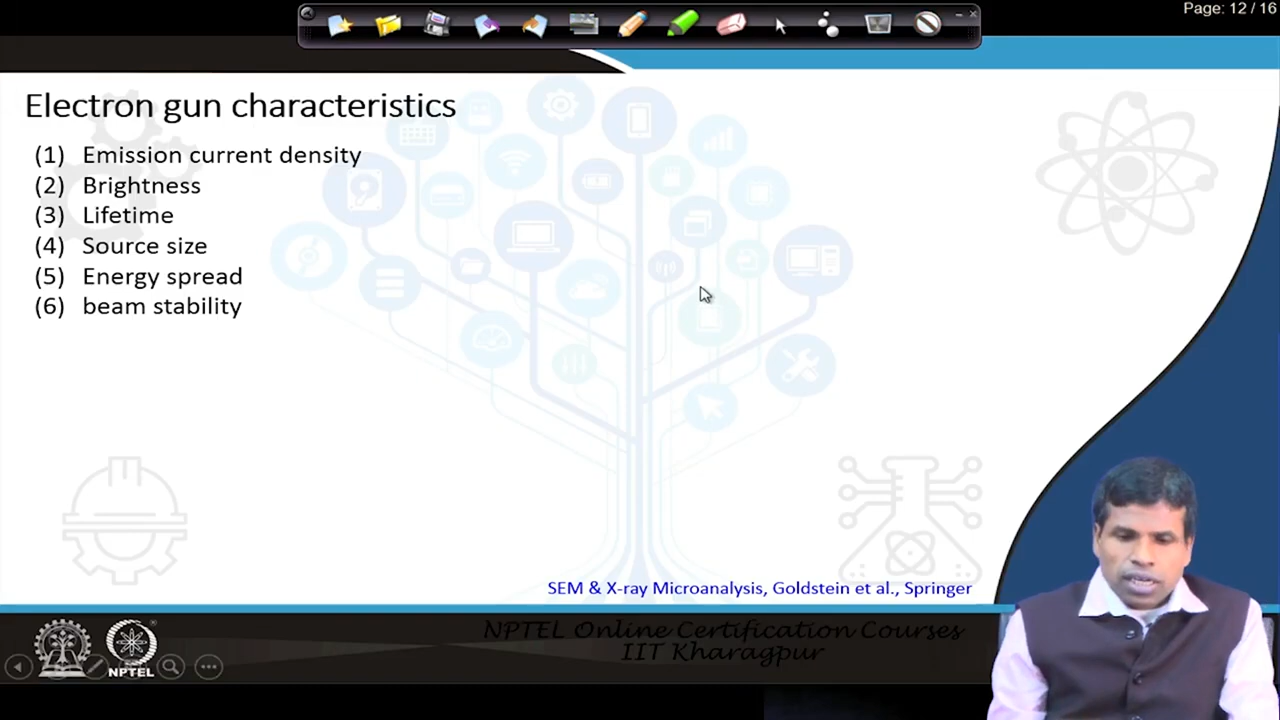 Page: 12 / 16
Electron gun characteristics
(1) Emission current density
(2) Brightness
(3) Lifetime
(4) Source size
(5) Energy spread
(6) beam stability
SEM & X-ray Microanalysis, Goldstein et al., Springer
NPTEL Online Certification Courses
IIT Kharagpur
NPTEL